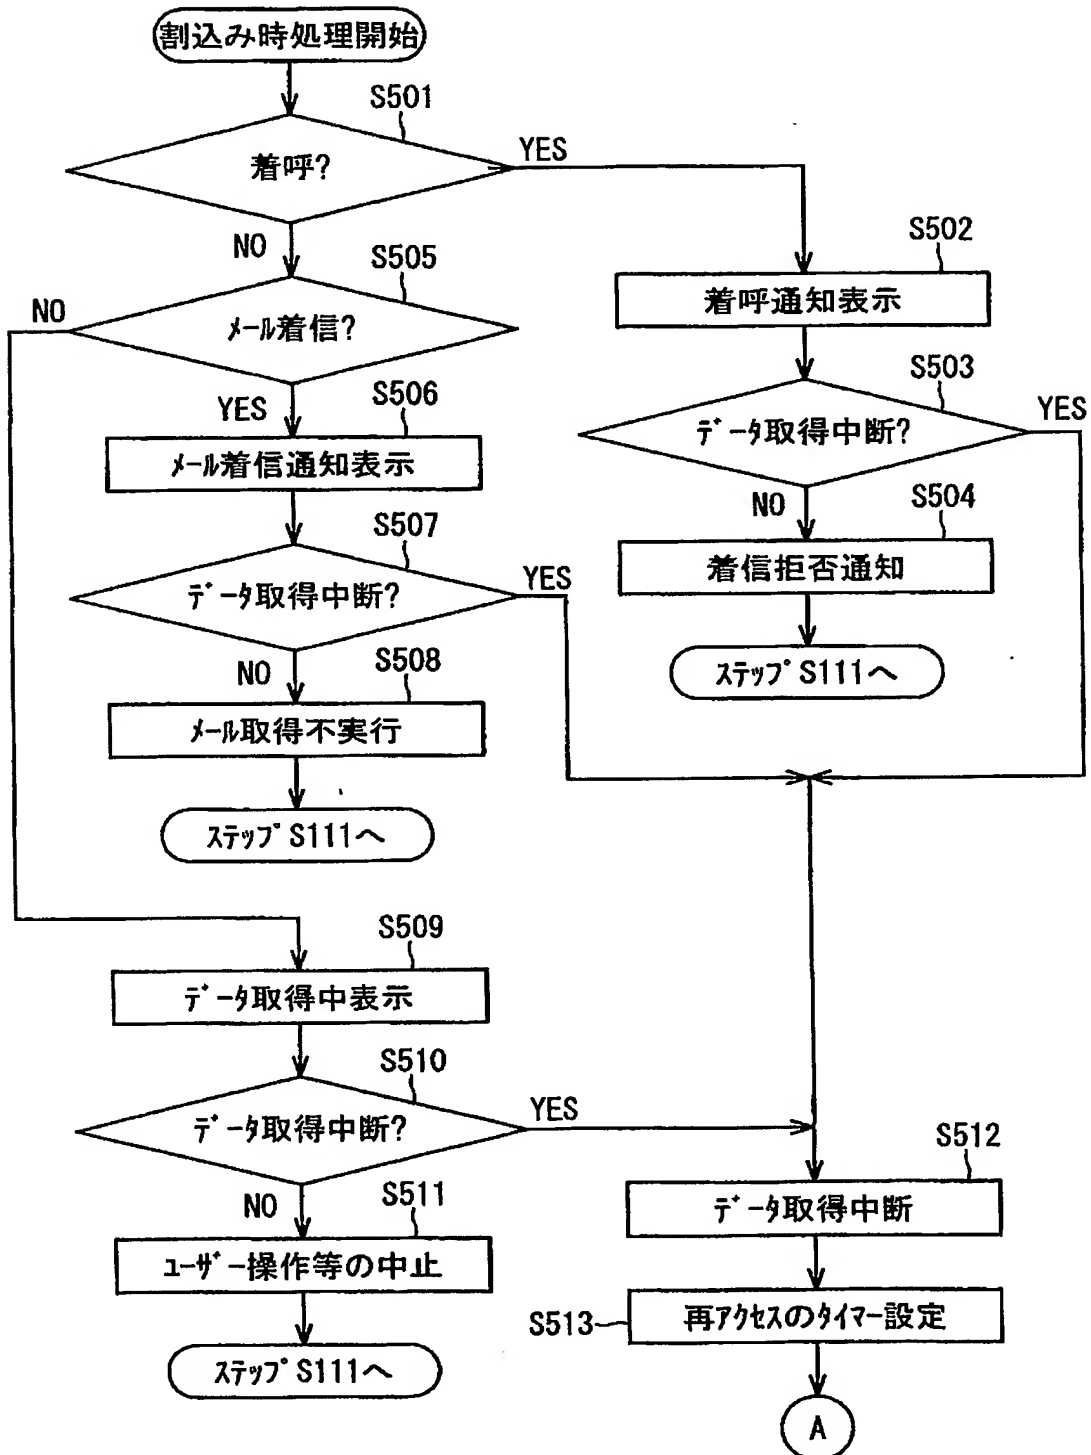 割込み時処理開始
S501
着呼?
YES
NO
S502
着呼通知表示
S503
データ取得中断?
YES
NO
S504
着信拒否通知
ステップS111へ
S505
メール着信?
NO
YES
S506
メール着信通知表示
S507
データ取得中断?
YES
NO
S508
メール取得不実行
ステップS111へ
S509
データ取得中表示
S510
データ取得中断?
YES
NO
S511
ユーザー操作等の中止
ステップS111へ
S512
データ取得中断
S513
再アクセスのタイマー設定
A